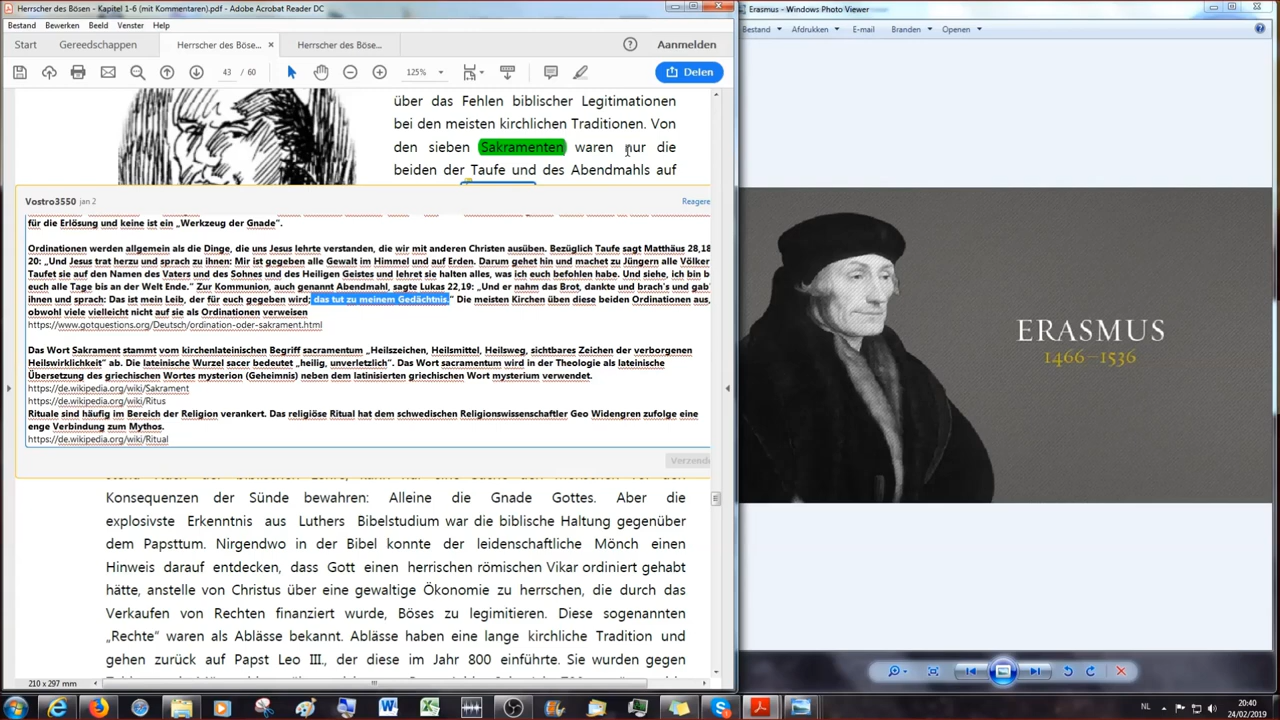 Herrscher des Bösen - Kapitel 1-6 (mit Kommentaren).pdf - Adobe Acrobat Reader DC
Bestand Bewerken Beeld Venster Help
Start Gereedschappen Herrscher des Böse... × Herrscher des Böse... Anmelden
43 / 60 125% Delen
über das Fehlen biblischer Legitimationen
bei den meisten kirchlichen Traditionen. Von
den sieben Sakramenten waren nur die
beiden der Taufe und des Abendmahls auf
Vostro3550 jan 2 Reagere
für die Erlösung und keine ist ein „Werkzeug der Gnade“.
Ordinationen werden allgemein als die Dinge, die uns Jesus lehrte verstanden, die wir mit anderen Christen ausüben. Bezüglich Taufe sagt Matthäus 28,18
20: „Und Jesus trat herzu und sprach zu ihnen: Mir ist gegeben alle Gewalt im Himmel und auf Erden. Darum gehet hin und machet zu Jüngern alle Völker
Taufet sie auf den Namen des Vaters und des Sohnes und des Heiligen Geistes und lehret sie halten alles, was ich euch befohlen habe. Und siehe, ich bin b
euch alle Tage bis an der Welt Ende.“ Zur Kommunion, auch genannt Abendmahl, sagte Lukas 22,19: „Und er nahm das Brot, dankte und brach's und gab'
ihnen und sprach: Das ist mein Leib, der für euch gegeben wird; das tut zu meinem Gedächtnis.“ Die meisten Kirchen üben diese beiden Ordinationen aus,
obwohl viele vielleicht nicht auf sie als Ordinationen verweisen
https://www.gotquestions.org/Deutsch/ordination-oder-sakrament.html
Das Wort Sakrament stammt vom kirchenlateinischen Begriff sacramentum „Heilszeichen, Heilsmittel, Heilsweg, sichtbares Zeichen der verborgenen
Heilswirklichkeit“ ab. Die lateinische Wurzel sacer bedeutet „heilig, unverletzlich“. Das Wort sacramentum wird in der Theologie als lateinische
Übersetzung des griechischen Wortes mysterion (Geheimnis) neben dem latinisierten griechischen Wort mysterium verwendet.
https://de.wikipedia.org/wiki/Sakrament
https://de.wikipedia.org/wiki/Ritus
Rituale sind häufig im Bereich der Religion verankert. Das religiöse Ritual hat dem schwedischen Religionswissenschaftler Geo Widengren zufolge eine
enge Verbindung zum Mythos.
https://de.wikipedia.org/wiki/Ritual
Verzende
Konsequenzen der Sünde bewahren: Alleine die Gnade Gottes. Aber die
explosivste Erkenntnis aus Luthers Bibelstudium war die biblische Haltung gegenüber
dem Papsttum. Nirgendwo in der Bibel konnte der leidenschaftliche Mönch einen
Hinweis darauf entdecken, dass Gott einen herrischen römischen Vikar ordiniert gehabt
hätte, anstelle von Christus über eine gewaltige Ökonomie zu herrschen, die durch das
Verkaufen von Rechten finanziert wurde, Böses zu legitimieren. Diese sogenannten
„Rechte“ waren als Ablässe bekannt. Ablässe haben eine lange kirchliche Tradition und
gehen zurück auf Papst Leo III., der diese im Jahr 800 einführte. Sie wurden gegen
210 x 297 mm
Erasmus - Windows Photo Viewer
Bestand Afdrukken E-mail Branden Openen
ERASMUS
1466–1536
NL 20:40
24/02/2019